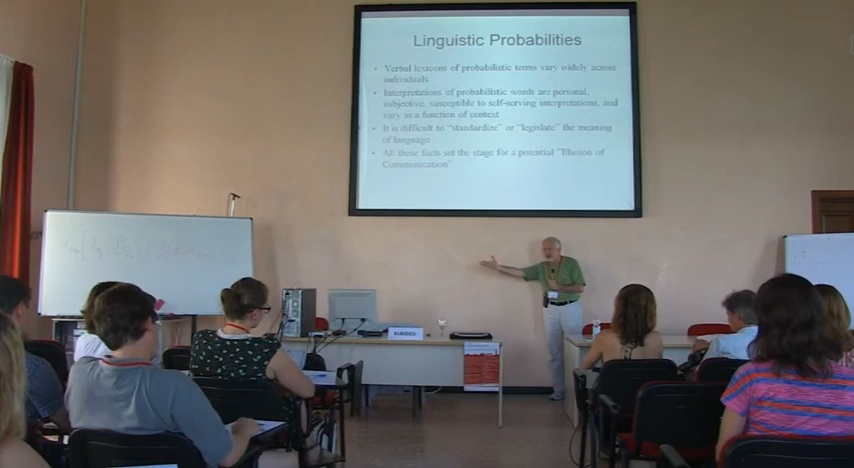 Linguistic Probabilities
• Verbal lexicons of probabilistic terms vary widely across
individuals
• Interpretations of probabilistic words are personal,
subjective, susceptible to self-serving interpretations, and
vary as a function of context
• It is difficult to "standardize" or "legislate" the meaning
of language
• All these facts set the stage for a potential "Illusion of
Communication"